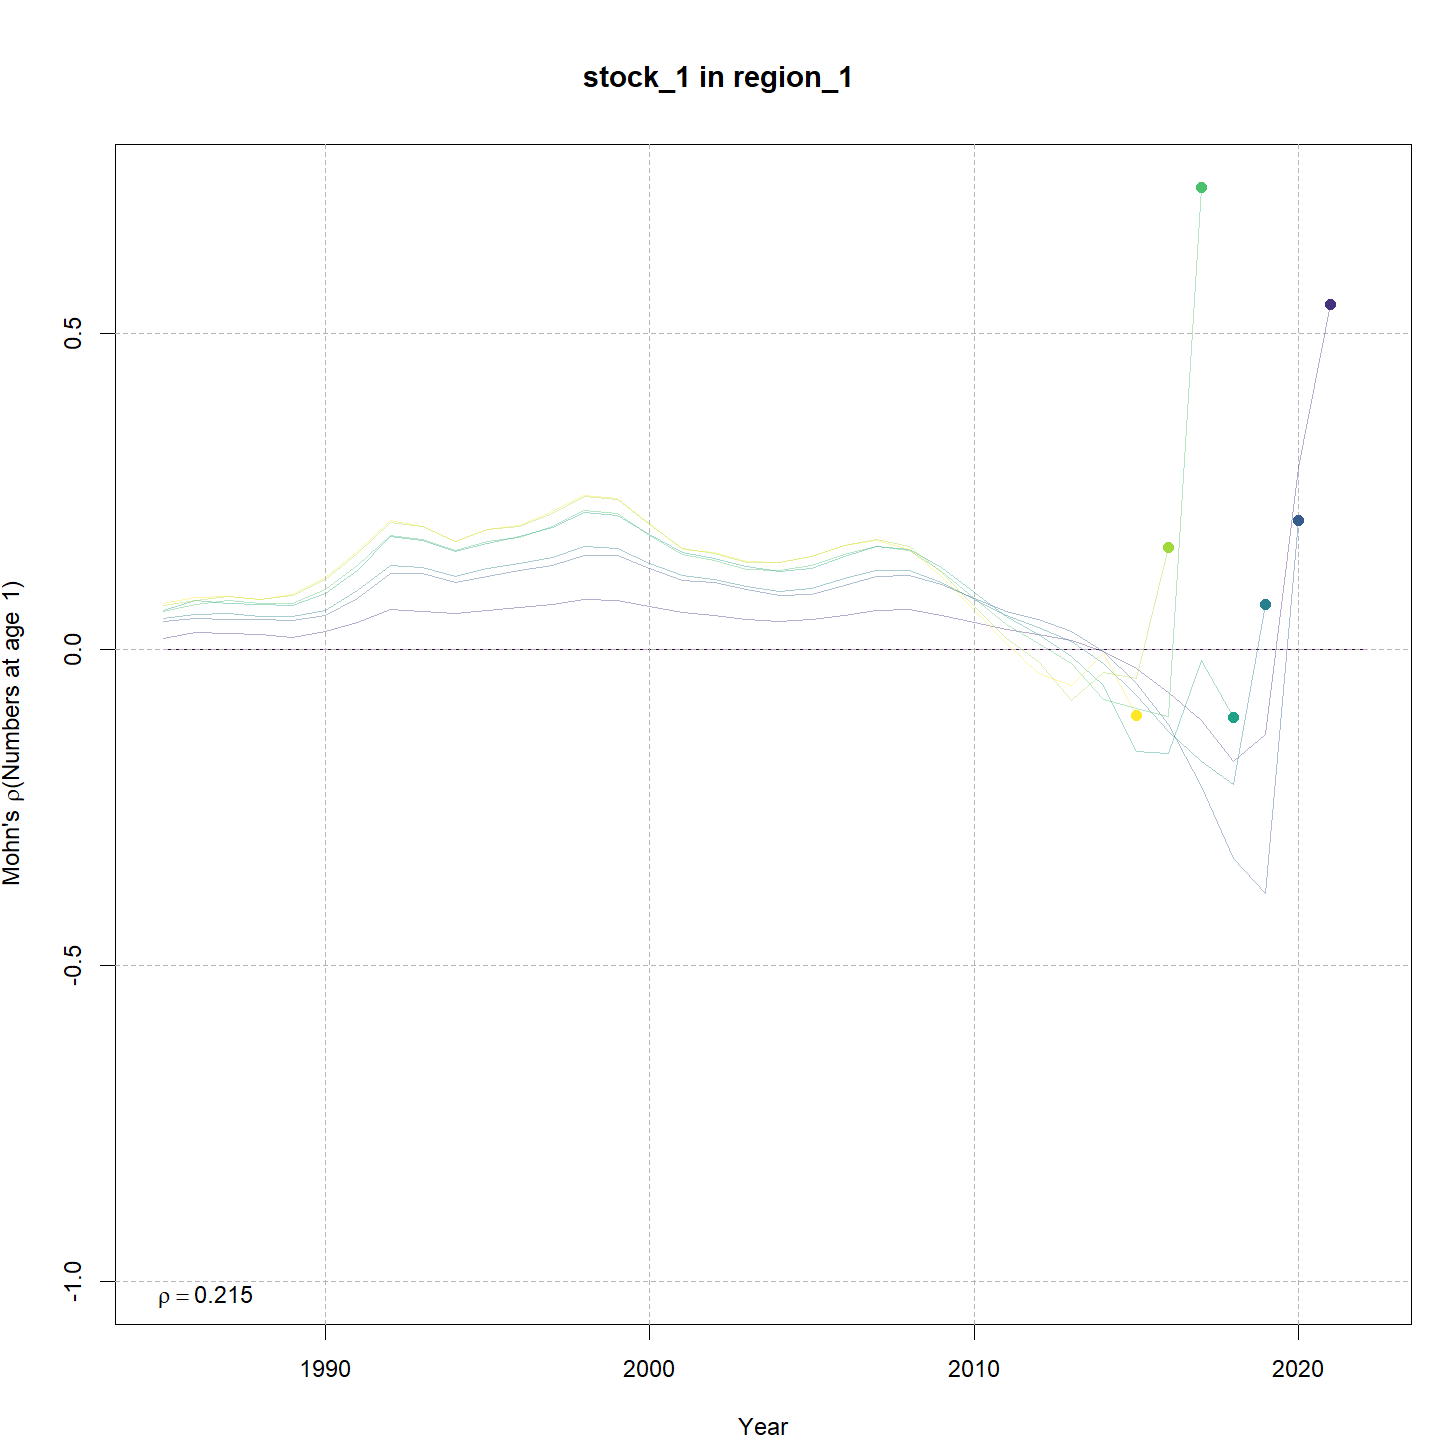 stock_1 in region_1
Mohn's ρ(Numbers at age 1)
0.5
0.0
-0.5
-1.0
ρ = 0.215
1990 2000 2010 2020
Year